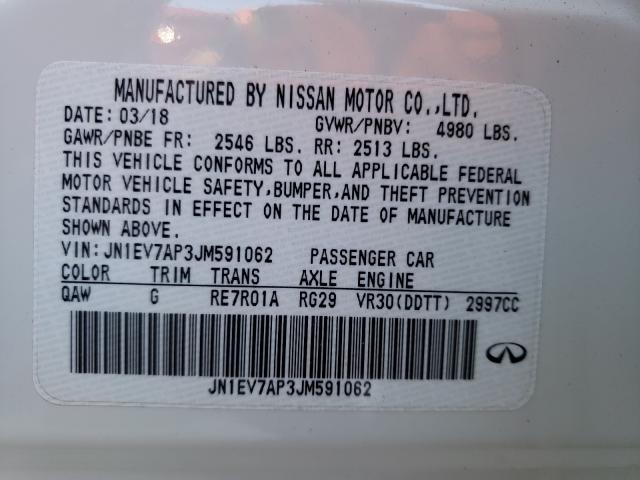 MANUFACTURED BY NISSAN MOTOR CO.,LTD.
DATE: 03/18 GVWR/PNBV: 4980 LBS.
GAWR/PNBE FR: 2546 LBS. RR: 2513 LBS.
THIS VEHICLE CONFORMS TO ALL APPLICABLE FEDERAL
MOTOR VEHICLE SAFETY,BUMPER,AND THEFT PREVENTION
STANDARDS IN EFFECT ON THE DATE OF MANUFACTURE
SHOWN ABOVE.
VIN:JN1EV7AP3JM591062 PASSENGER CAR
COLOR TRIM TRANS AXLE ENGINE
QAW G RE7R01A RG29 VR30(DDTT) 2997CC
JN1EV7AP3JM591062